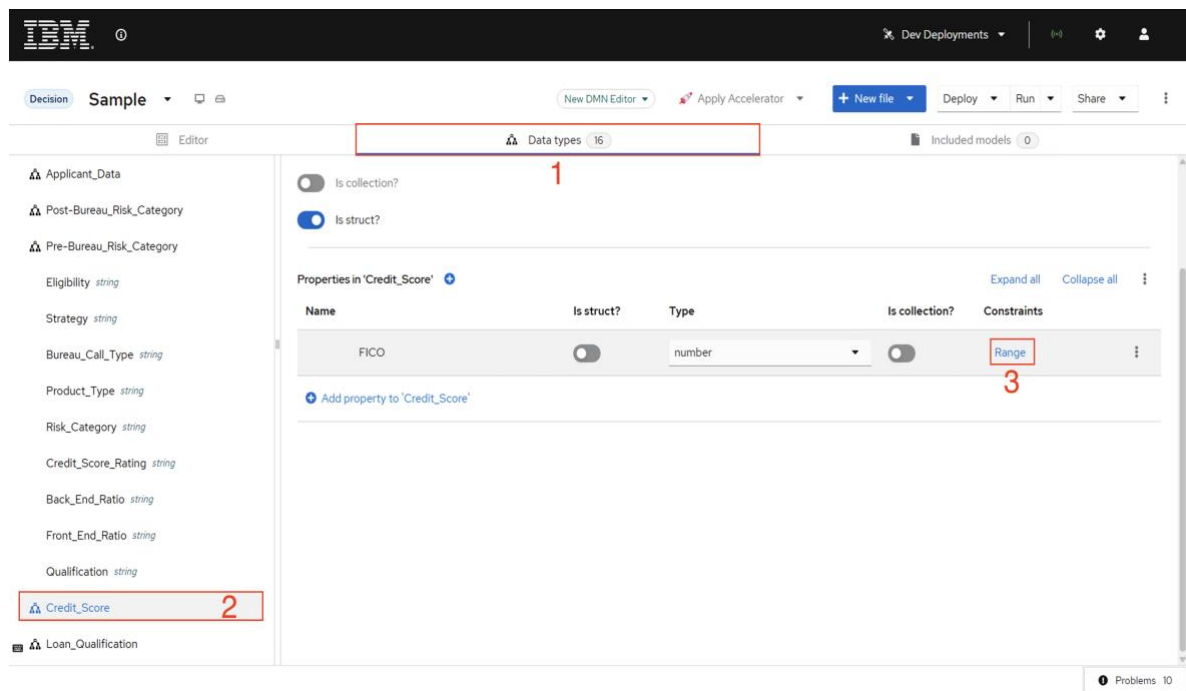 IBM
Dev Deployments
Decision Sample New DMN Editor Apply Accelerator New file Deploy Run Share
Editor Data types 16 Included models 0
1
Applicant_Data
Is collection?
Post-Bureau_Risk_Category
Is struct?
Pre-Bureau_Risk_Category
Eligibility string
Strategy string
Bureau_Call_Type string
Product_Type string
Risk_Category string
Credit_Score_Rating string
Back_End_Ratio string
Front_End_Ratio string
Qualification string
Credit_Score 2
Loan_Qualification
Properties in 'Credit_Score' Expand all Collapse all
Name Is struct? Type Is collection? Constraints
FICO number Range
3
Add property to 'Credit_Score'
Problems 10